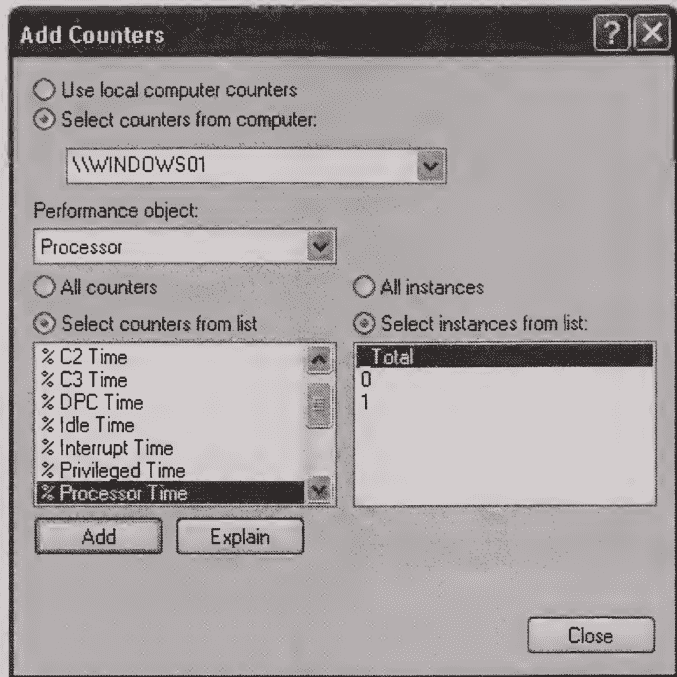 Add Counters
Use local computer counters
Select counters from computer:
\\WINDOWS01
Performance object:
Processor
All counters
All instances
Select counters from list
Select instances from list:
% C2 Time
% C3 Time
% DPC Time
% Idle Time
% Interrupt Time
% Privileged Time
% Processor Time
_Total
0
1
Add
Explain
Close